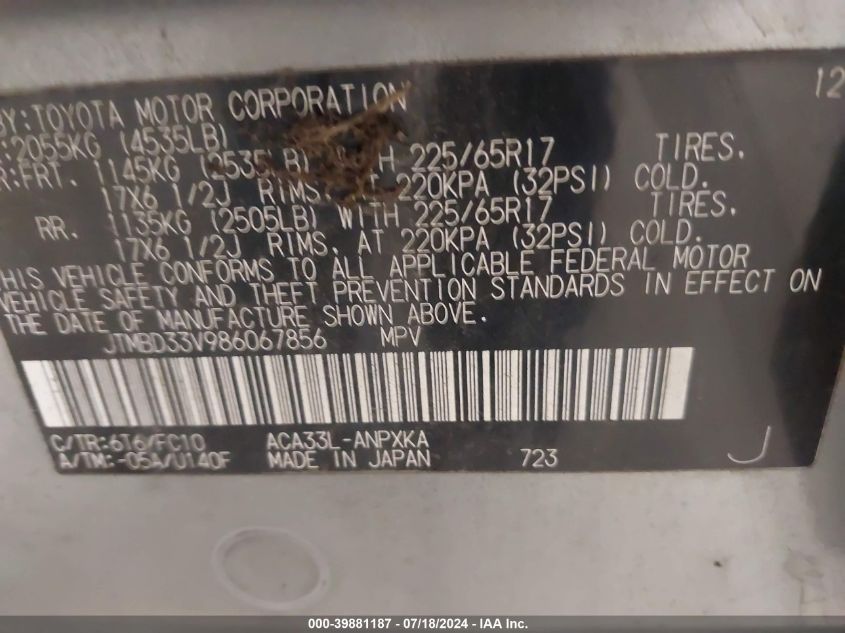 BY:TOYOTA MOTOR CORPORATION 12
:2055KG (4535LB)
R:FRT. 1145KG (2535LB) WITH 225/65R17 TIRES.
17X6 1/2J RIMS. AT 220KPA (32PSI) COLD.
RR. 1135KG (2505LB) WITH 225/65R17 TIRES.
17X6 1/2J RIMS. AT 220KPA (32PSI) COLD.
HIS VEHICLE CONFORMS TO ALL APPLICABLE FEDERAL MOTOR
VEHICLE SAFETY AND THEFT PREVENTION STANDARDS IN EFFECT ON
THE DATE OF MANUFACTURE SHOWN ABOVE.
JTMBD33V986067856 MPV
C/TR:6T6/FC10 ACA33L-ANPXKA
A/TM:-05A/U140F MADE IN JAPAN 723 J
000-39881187 - 07/18/2024 - IAA Inc.